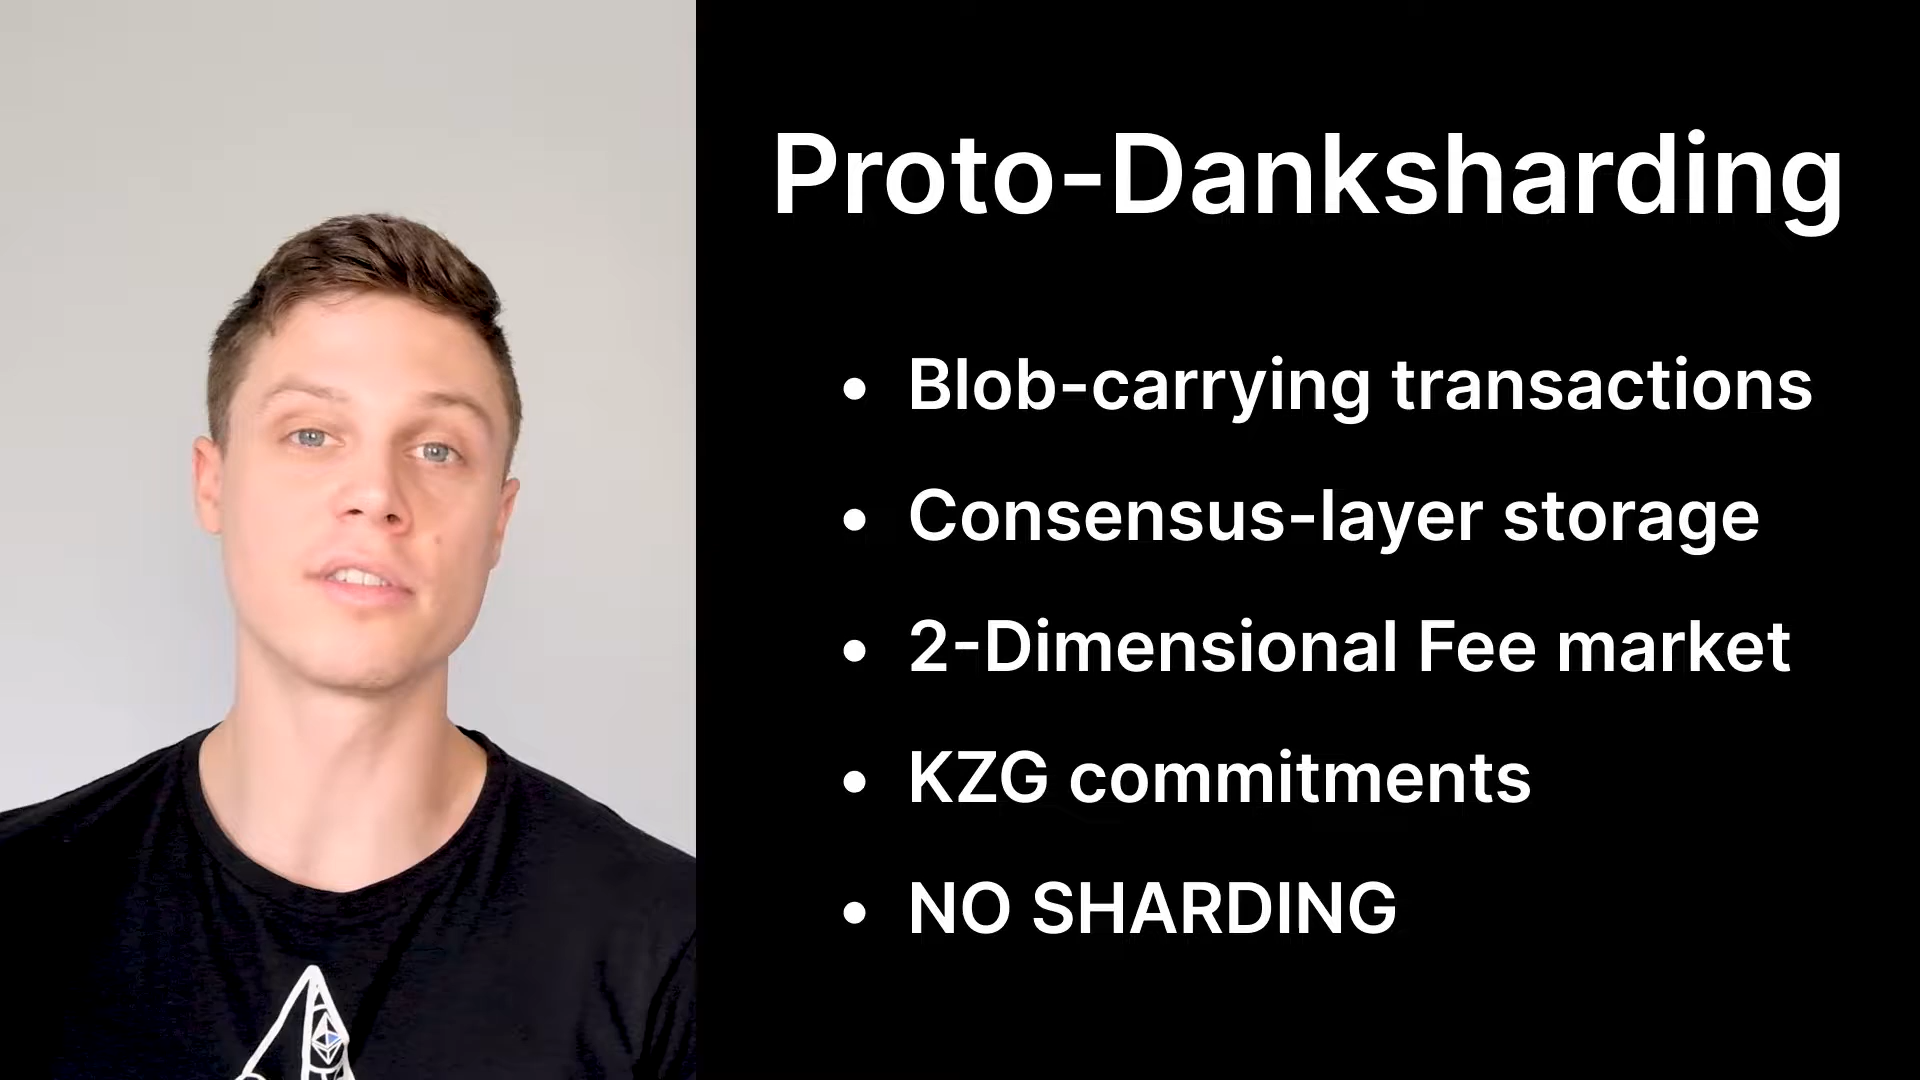 Proto-Danksharding
• Blob-carrying transactions
• Consensus-layer storage
• 2-Dimensional Fee market
• KZG commitments
• NO SHARDING